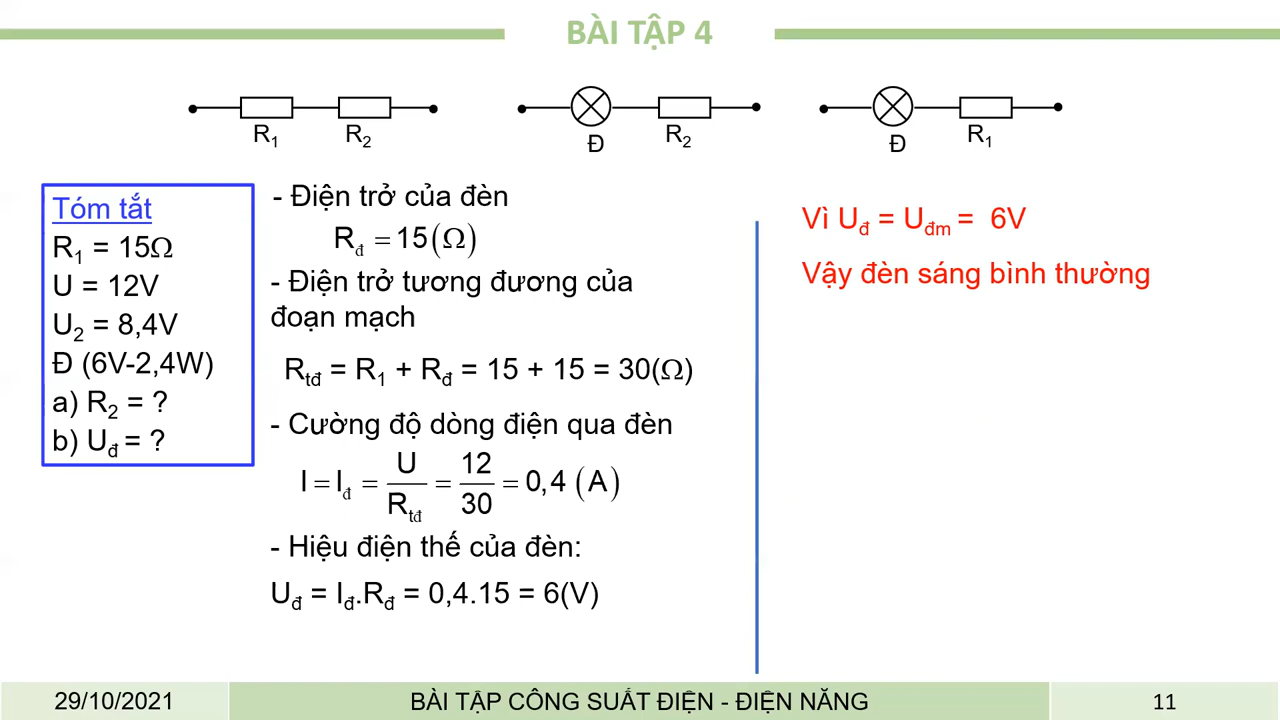 BÀI TẬP 4
R₁ R₂
Đ R₂
Đ R₁
Tóm tắt
R₁ = 15Ω
U = 12V
U₂ = 8,4V
Đ (6V-2,4W)
a) R₂ = ?
b) Uđ = ?
- Điện trở của đèn
Rđ = 15(Ω)
- Điện trở tương đương của
đoạn mạch
Rtđ = R₁ + Rđ = 15 + 15 = 30(Ω)
- Cường độ dòng điện qua đèn
I = Iđ = U/Rtđ = 12/30 = 0,4 (A)
- Hiệu điện thế của đèn:
Uđ = Iđ.Rđ = 0,4.15 = 6(V)
Vì Uđ = Uđm = 6V
Vậy đèn sáng bình thường
29/10/2021
BÀI TẬP CÔNG SUẤT ĐIỆN - ĐIỆN NĂNG
11